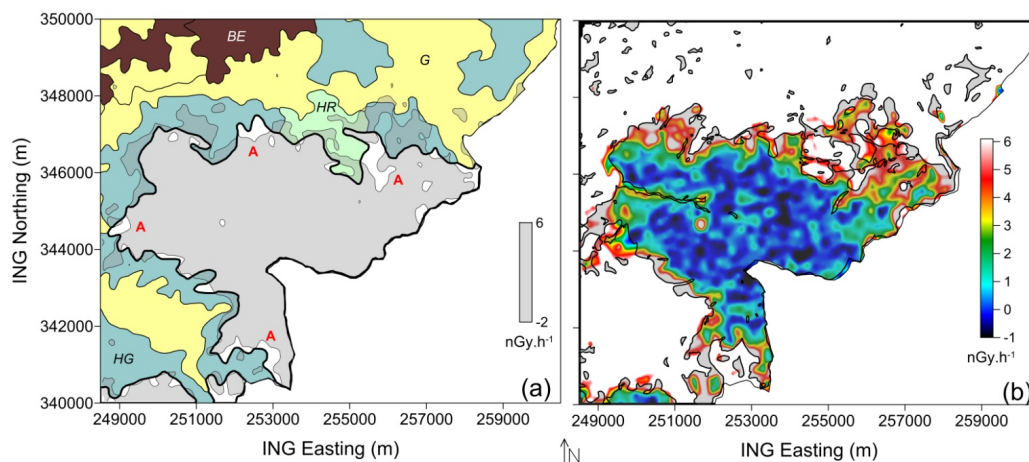 350000
348000
346000
344000
342000
340000
ING Northing (m)
BE
G
HR
A
A
A
A
HG
6
-2
nGy.h⁻¹
(a)
249000 251000 253000 255000 257000 259000
ING Easting (m)
N
6
5
4
3
2
1
0
-1
nGy.h⁻¹
(b)
249000 251000 253000 255000 257000 259000
ING Easting (m)